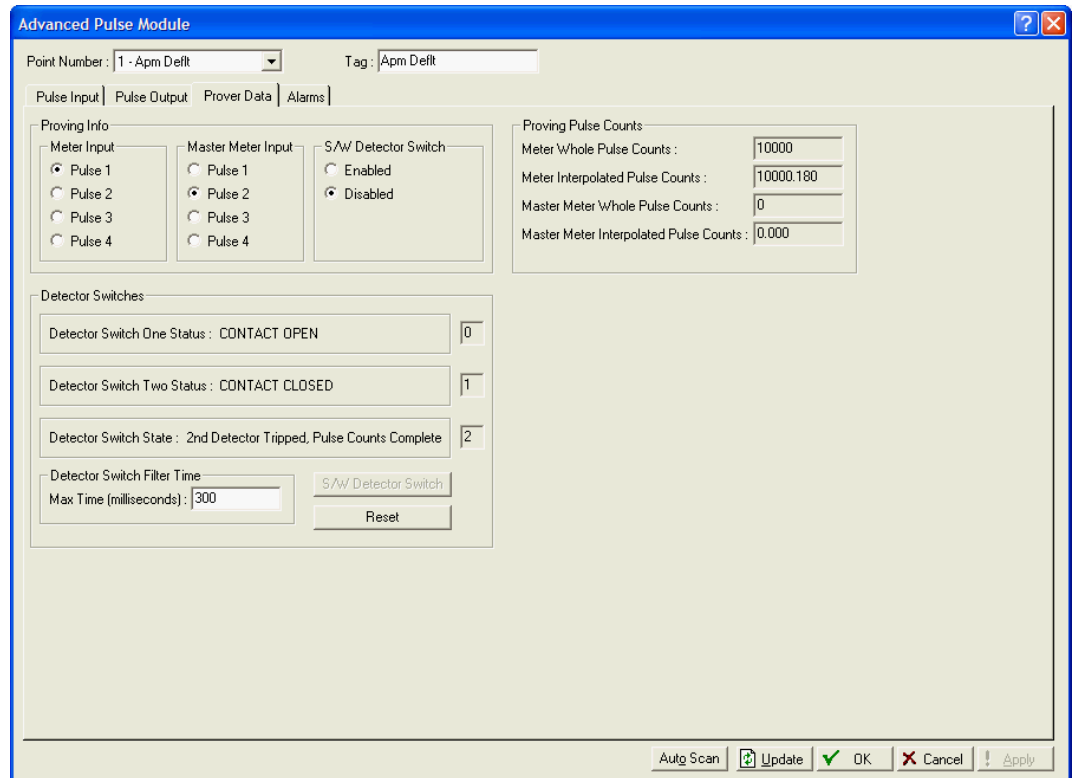 Advanced Pulse Module
Point Number : 1 - Apm Deflt Tag : Apm Deflt
Pulse Input Pulse Output Prover Data Alarms
Proving Info
Meter Input
Pulse 1
Pulse 2
Pulse 3
Pulse 4
Master Meter Input
Pulse 1
Pulse 2
Pulse 3
Pulse 4
S/W Detector Switch
Enabled
Disabled
Proving Pulse Counts
Meter Whole Pulse Counts : 10000
Meter Interpolated Pulse Counts : 10000.180
Master Meter Whole Pulse Counts : 0
Master Meter Interpolated Pulse Counts : 0.000
Detector Switches
Detector Switch One Status : CONTACT OPEN 0
Detector Switch Two Status : CONTACT CLOSED 1
Detector Switch State : 2nd Detector Tripped, Pulse Counts Complete 2
Detector Switch Filter Time
Max Time (milliseconds) : 300
S/W Detector Switch
Reset
Auto Scan Update OK Cancel ! Apply